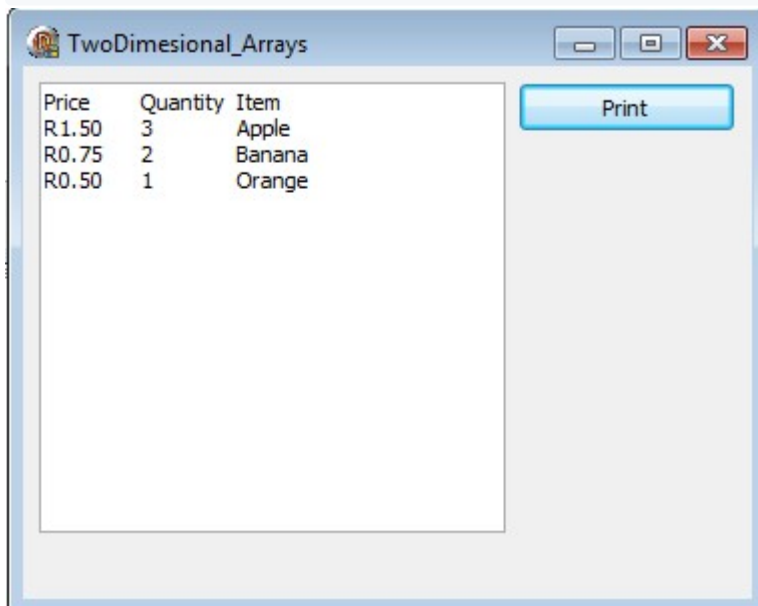 TwoDimesional_Arrays
Price Quantity Item
R1.50 3 Apple
R0.75 2 Banana
R0.50 1 Orange
Print